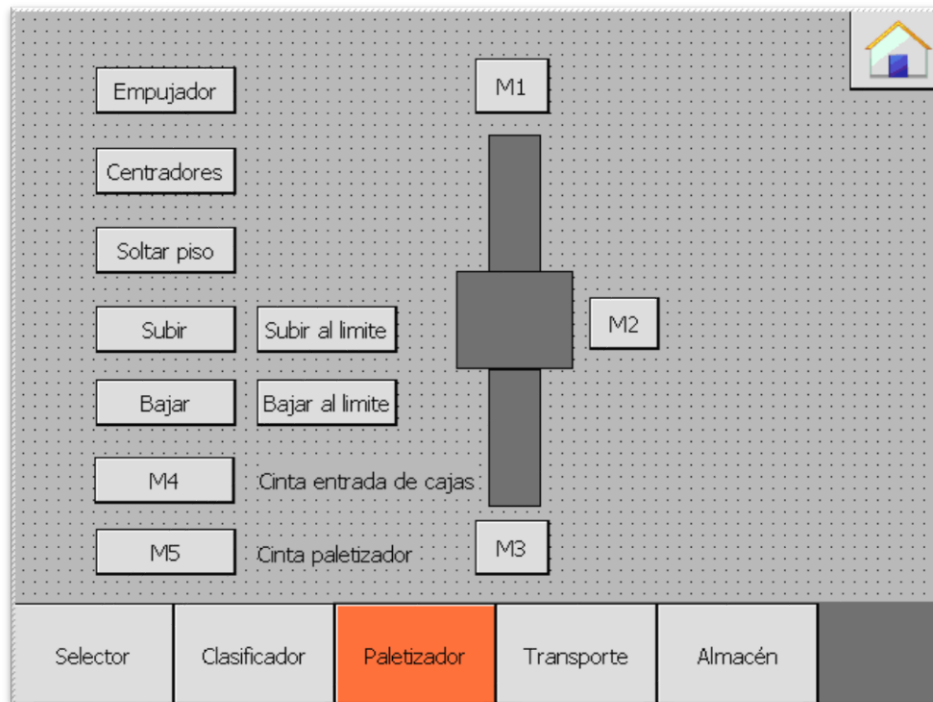 Empujador
M1
Centradores
Soltar piso
Subir
Subir al limite
M2
Bajar
Bajar al limite
M4
Cinta entrada de cajas
M5
Cinta paletizador
M3
Selector
Clasificador
Paletizador
Transporte
Almacén